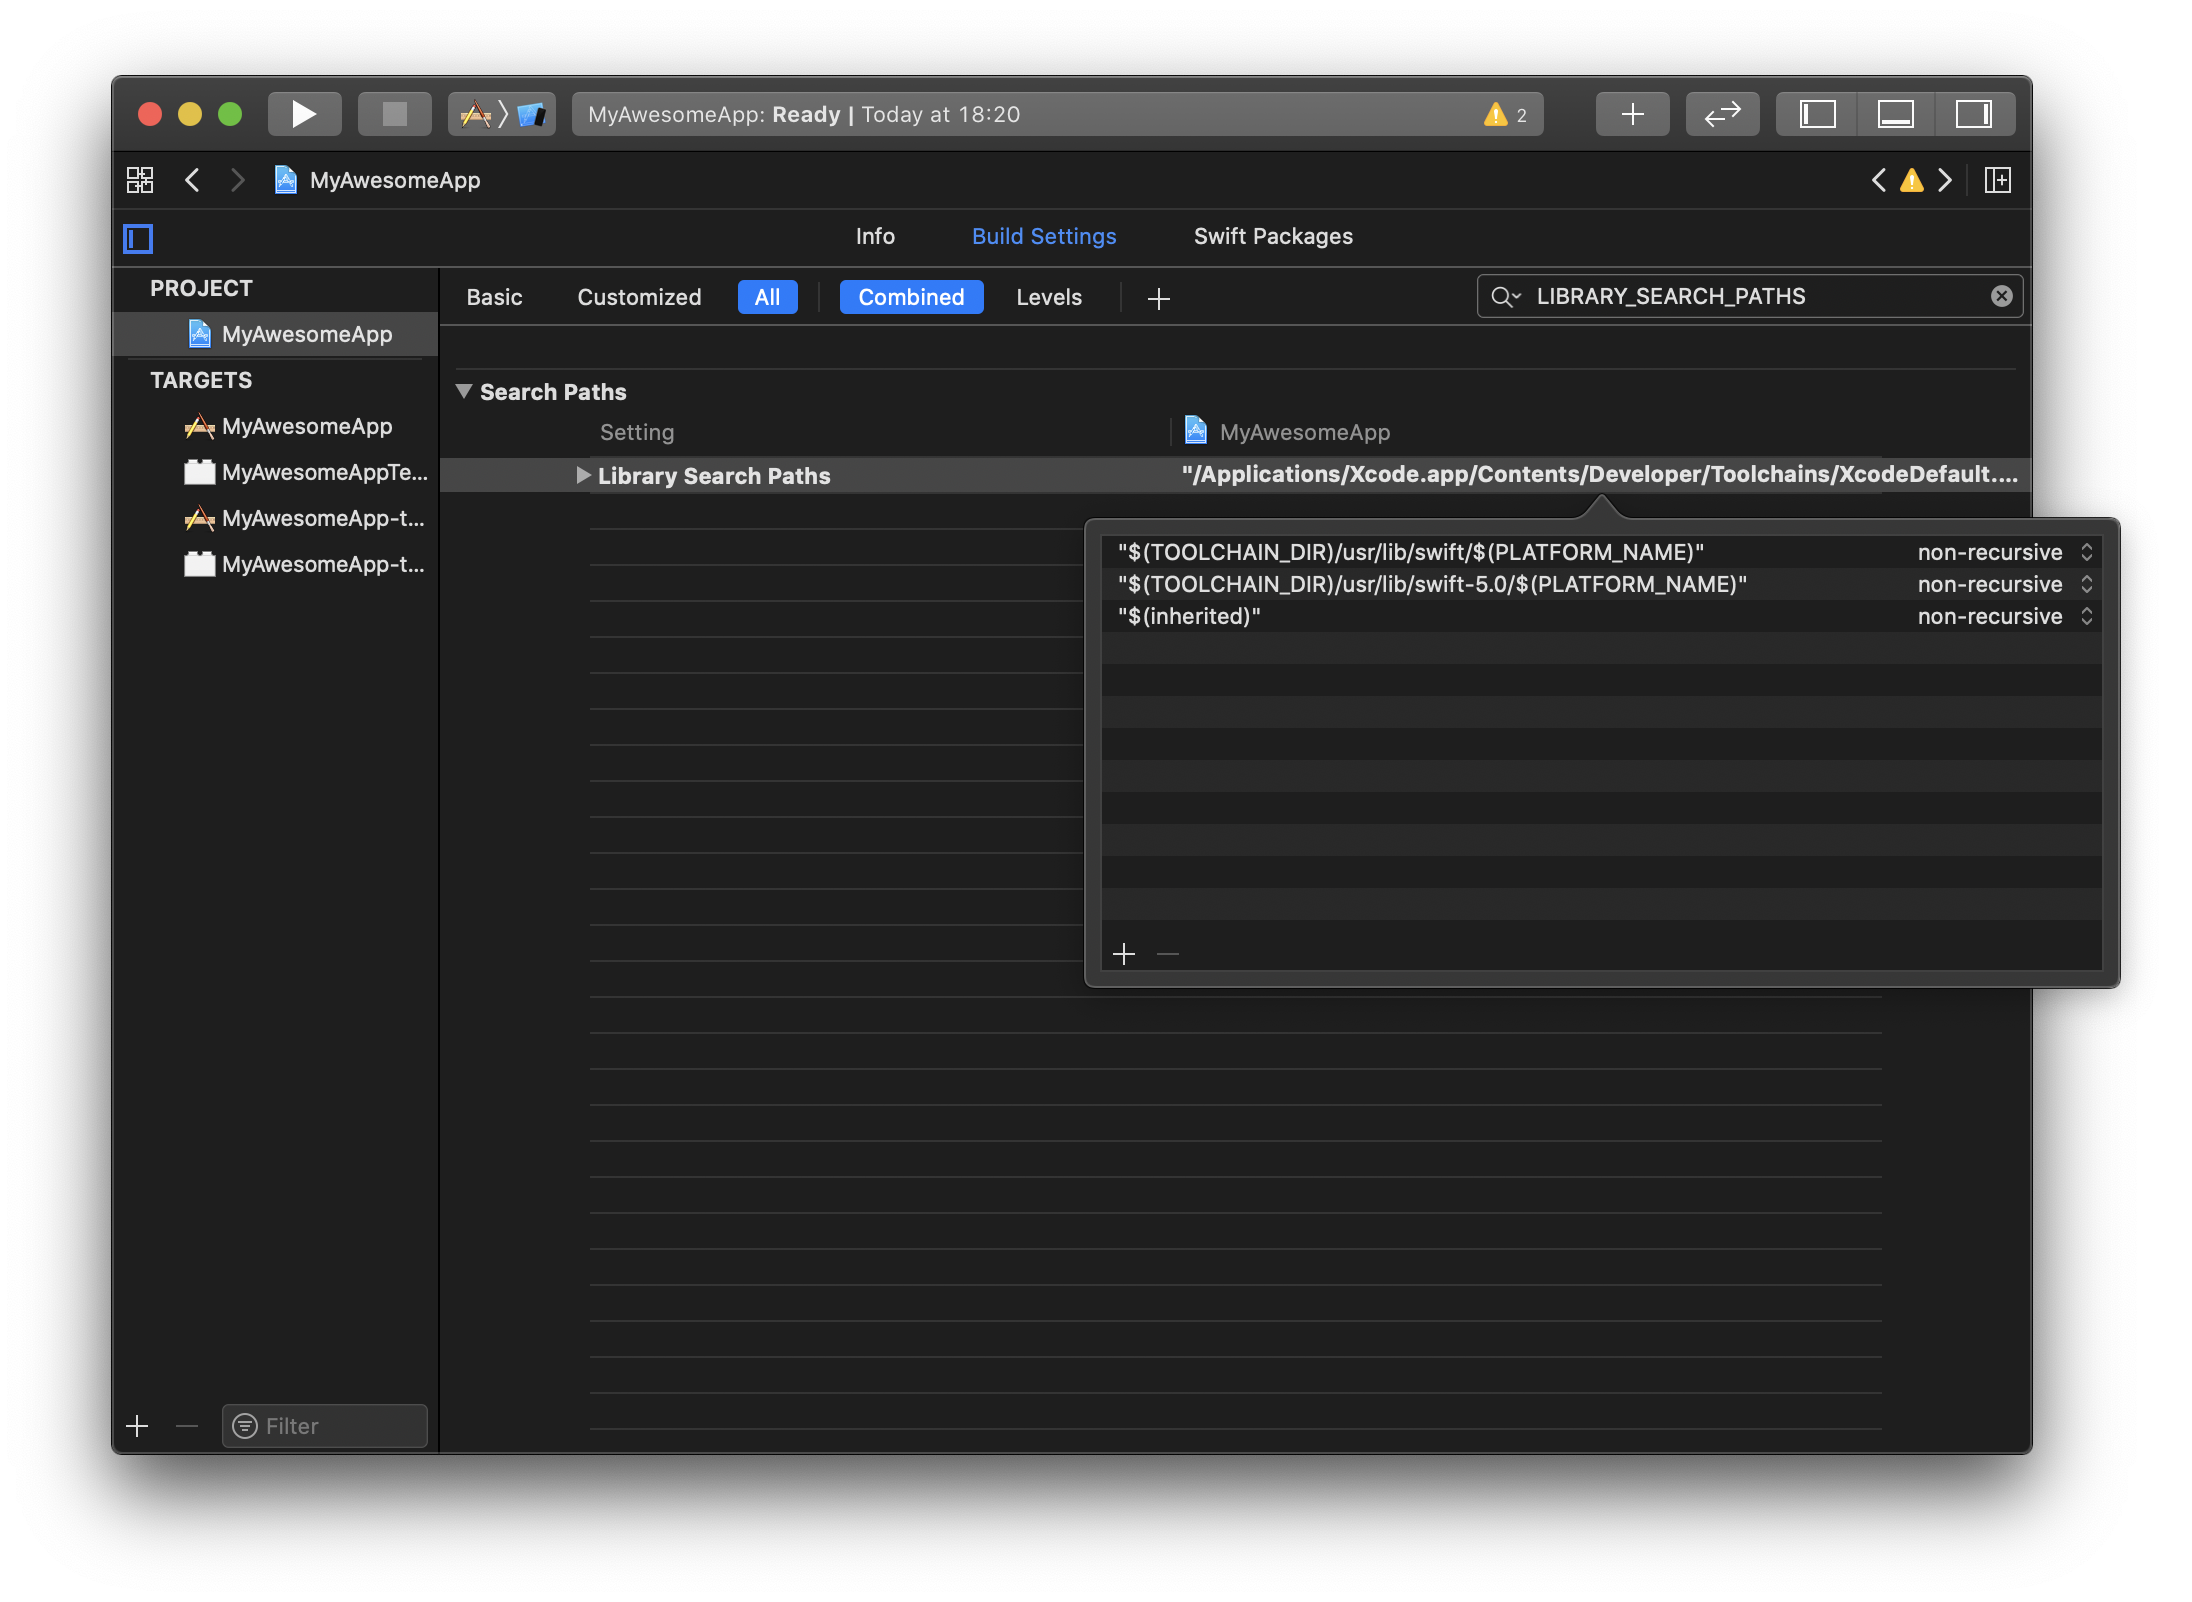 MyAwesomeApp: Ready | Today at 18:20
2
MyAwesomeApp
Info
Build Settings
Swift Packages
PROJECT
MyAwesomeApp
TARGETS
MyAwesomeApp
MyAwesomeAppTe...
MyAwesomeApp-t...
MyAwesomeApp-t...
Basic
Customized
All
Combined
Levels
LIBRARY_SEARCH_PATHS
Search Paths
Setting
MyAwesomeApp
Library Search Paths
"/Applications/Xcode.app/Contents/Developer/Toolchains/XcodeDefault....
"$(TOOLCHAIN_DIR)/usr/lib/swift/$(PLATFORM_NAME)" non-recursive
"$(TOOLCHAIN_DIR)/usr/lib/swift-5.0/$(PLATFORM_NAME)" non-recursive
"$(inherited)" non-recursive
Filter